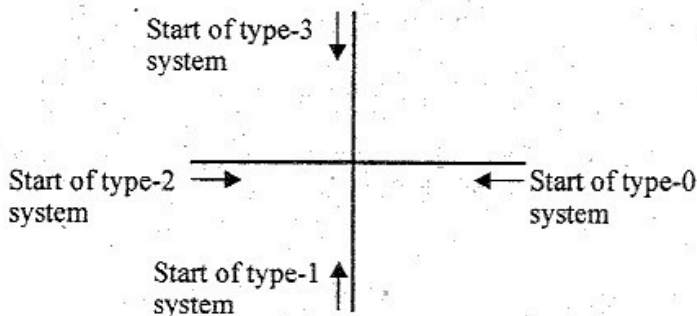 Start of type-3
system
Start of type-2
system
Start of type-0
system
Start of type-1
system